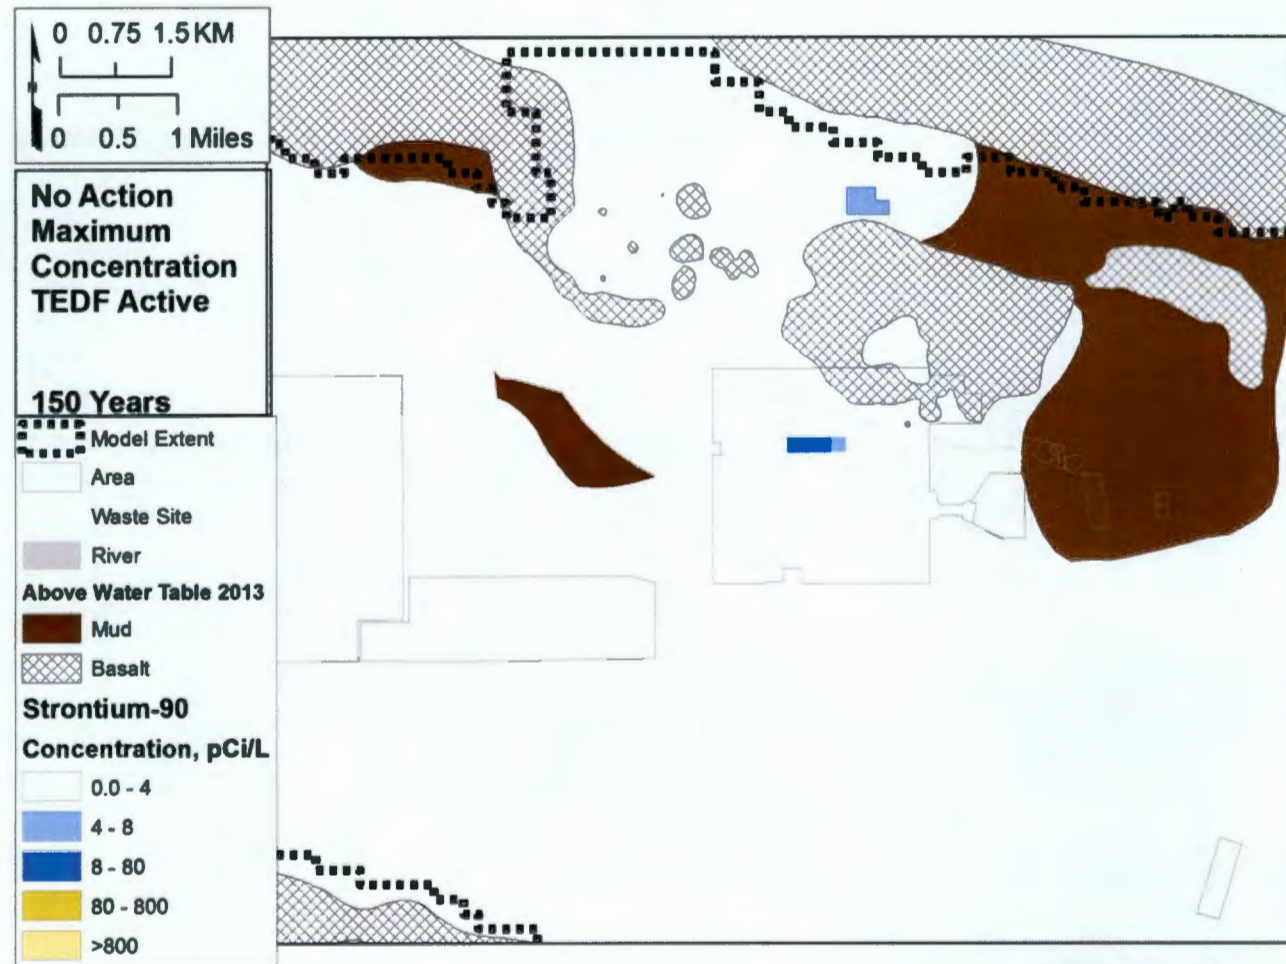 0 0.75 1.5 KM
0 0.5 1 Miles
No Action
Maximum
Concentration
TEDF Active
150 Years
Model Extent
Area
Waste Site
River
Above Water Table 2013
Mud
Basalt
Strontium-90
Concentration, pCi/L
0.0 - 4
4 - 8
8 - 80
80 - 800
>800